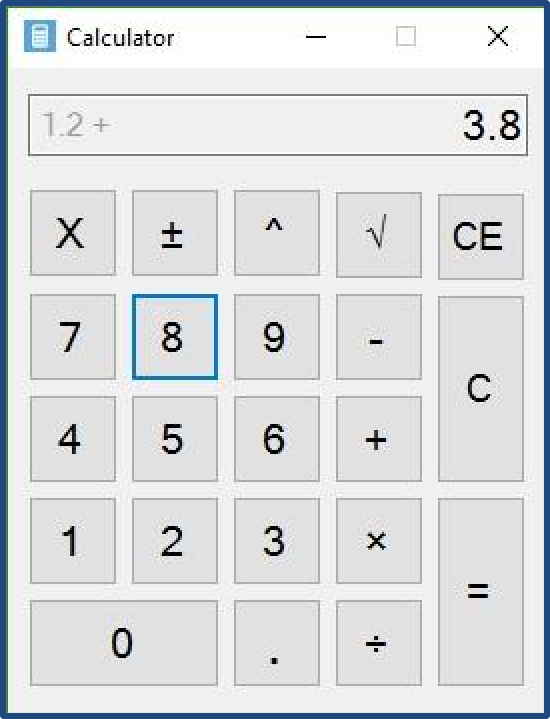 Calculator
1.2 + 3.8
X ± ^ √ CE
7 8 9 -
C
4 5 6 +
1 2 3 ×
=
0 . ÷